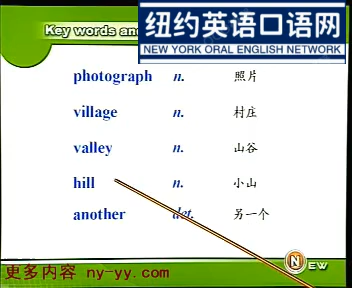 Key words and
纽约英语口语网
NEW YORK ORAL ENGLISH NETWORK
photograph n. 照片
village n. 村庄
valley n. 山谷
hill n. 小山
another det. 另一个
NEW
更多内容 ny-yy.com